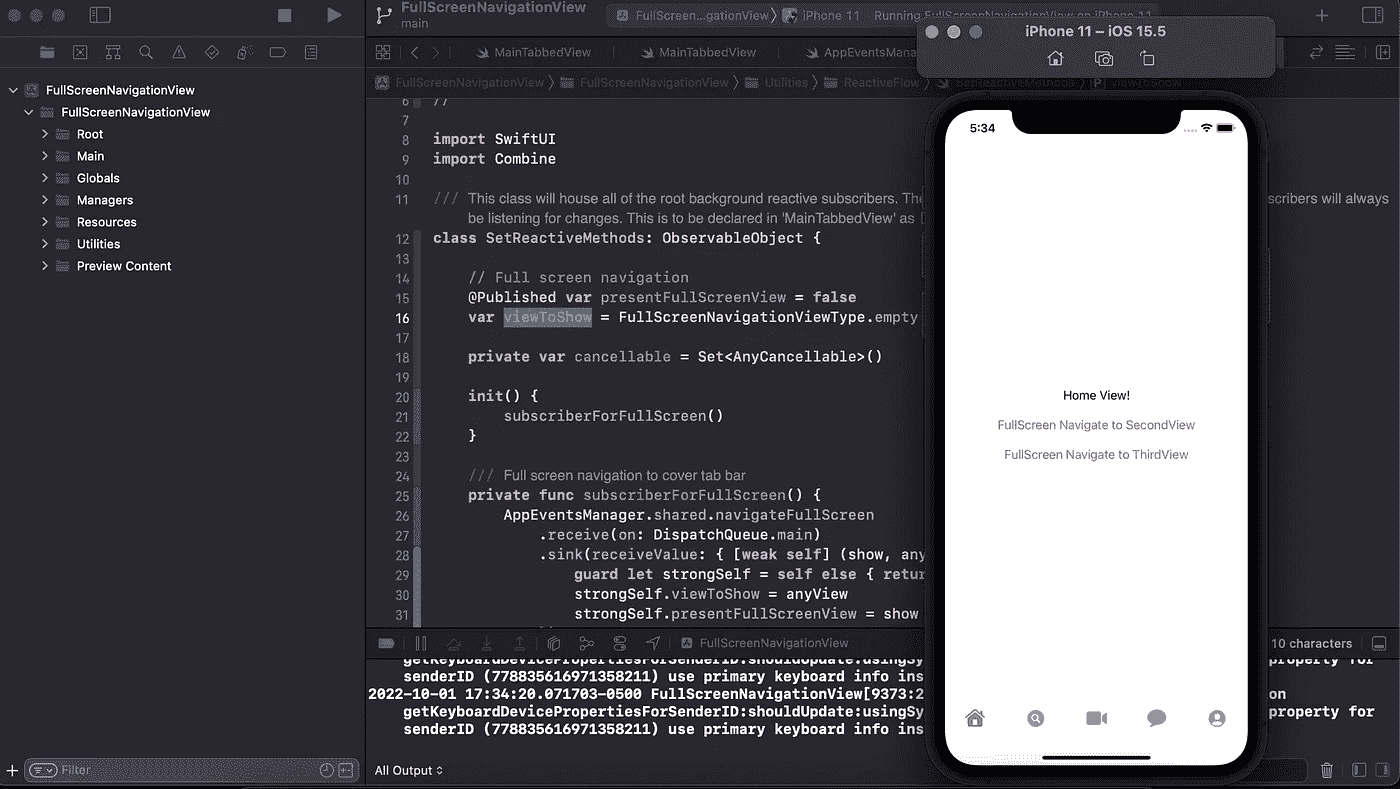 FullScreenNavigationView
main
FullScreen...gationView
iPhone 11
Running FullScreenNavigationView on iPhone 11
MainTabbedView
MainTabbedView
AppEventsMana
FullScreenNavigationView
FullScreenNavigationView
Utilities
ReactiveFlow
SetReactiveMethods
P viewToShow
FullScreenNavigationView
FullScreenNavigationView
Root
Main
Globals
Managers
Resources
Utilities
Preview Content
Filter
6 //
7
8 import SwiftUI
9 import Combine
10
11 /// This class will house all of the root background reactive subscribers. The
scribers will always
be listening for changes. This is to be declared in 'MainTabbedView' as [
12 class SetReactiveMethods: ObservableObject {
13
14 // Full screen navigation
15 @Published var presentFullScreenView = false
16 var viewToShow = FullScreenNavigationViewType.empty
17
18 private var cancellable = Set<AnyCancellable>()
19
20 init() {
21 subscriberForFullScreen()
22 }
23
24 /// Full screen navigation to cover tab bar
25 private func subscriberForFullScreen() {
26 AppEventsManager.shared.navigateFullScreen
27 .receive(on: DispatchQueue.main)
28 .sink(receiveValue: { [weak self] (show, any
29 guard let strongSelf = self else { retur
30 strongSelf.viewToShow = anyView
31 strongSelf.presentFullScreenView = show
FullScreenNavigationView
10 characters
getKeyboardDevicePropertiesForSenderID:shouldUpdate:usingSy
property for
senderID (778835616971358211) use primary keyboard info ins
2022-10-01 17:34:20.071703-0500 FullScreenNavigationView[9373:2
on
getKeyboardDevicePropertiesForSenderID:shouldUpdate:usingSy
property for
senderID (778835616971358211) use primary keyboard info ins
All Output
iPhone 11 – iOS 15.5
5:34
Home View!
FullScreen Navigate to SecondView
FullScreen Navigate to ThirdView